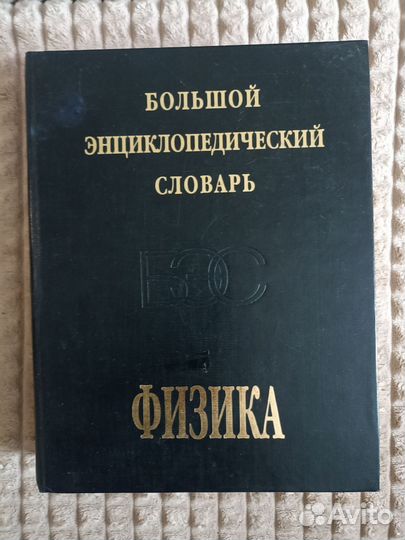 БОЛЬШОЙ
ЭНЦИКЛОПЕДИЧЕСКИЙ
СЛОВАРЬ
БЭС
ФИЗИКА
Avito